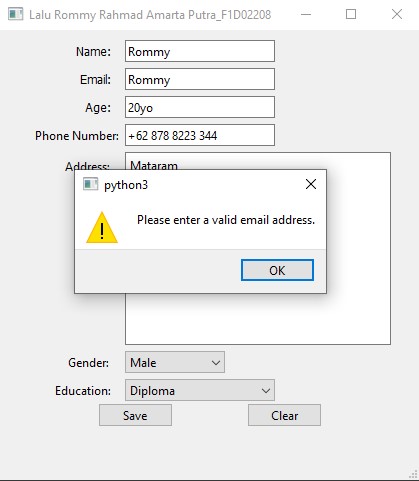 Lalu Rommy Rahmad Amarta Putra_F1D02208
Name: Rommy
Email: Rommy
Age: 20yo
Phone Number: +62 878 8223 344
Address: Mataram
python3
Please enter a valid email address.
OK
Gender: Male
Education: Diploma
Save Clear